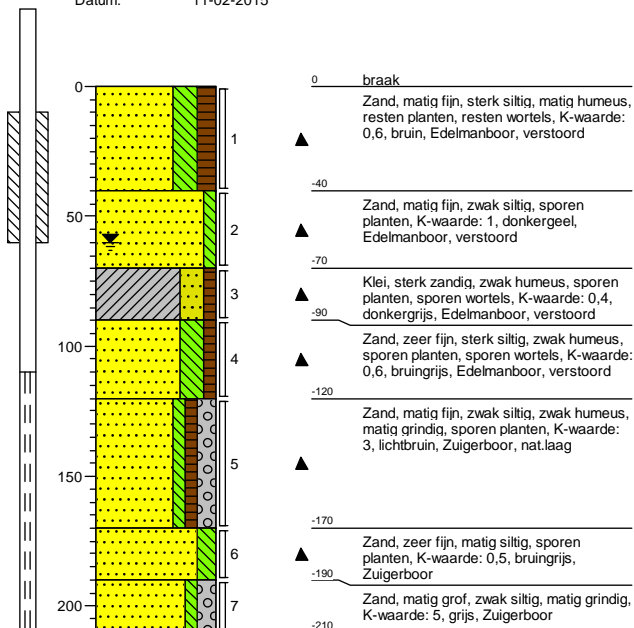 Datum: 11-02-2015
0
50
100
150
200
1
2
3
4
5
6
7
0 braak
Zand, matig fijn, sterk siltig, matig humeus,
resten planten, resten wortels, K-waarde:
0,6, bruin, Edelmanboor, verstoord
-40
Zand, matig fijn, zwak siltig, sporen
planten, K-waarde: 1, donkergeel,
Edelmanboor, verstoord
-70
Klei, sterk zandig, zwak humeus, sporen
planten, sporen wortels, K-waarde: 0,4,
donkergrijs, Edelmanboor, verstoord
-90
Zand, zeer fijn, sterk siltig, zwak humeus,
sporen planten, sporen wortels, K-waarde:
0,6, bruingrijs, Edelmanboor, verstoord
-120
Zand, matig fijn, zwak siltig, zwak humeus,
matig grindig, sporen planten, K-waarde:
3, lichtbruin, Zuigerboor, nat.laag
-170
Zand, zeer fijn, matig siltig, sporen
planten, K-waarde: 0,5, bruingrijs,
Zuigerboor
-190
Zand, matig grof, zwak siltig, matig grindig,
K-waarde: 5, grijs, Zuigerboor
-210